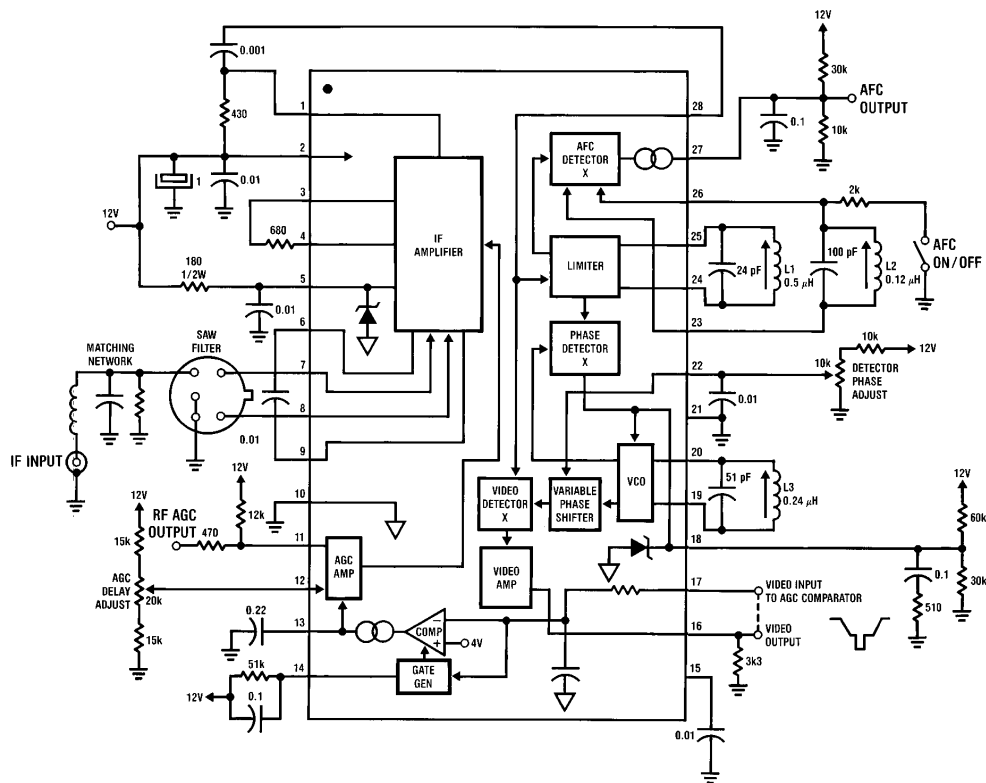 0.001
430
1
2
1
0.01
12V
3
4
680
180
1/2W
5
0.01
6
7
8
9
0.01
MATCHING
NETWORK
SAW
FILTER
IF INPUT
10
12V
12k
RF AGC
OUTPUT
470
11
12V
15k
AGC
DELAY
ADJUST
20k
15k
12
0.22
13
51k
14
12V
0.1
IF
AMPLIFIER
AGC
AMP
COMP
−
+
4V
GATE
GEN
AFC
DETECTOR
X
LIMITER
PHASE
DETECTOR
X
VIDEO
DETECTOR
X
VARIABLE
PHASE
SHIFTER
VCO
VIDEO
AMP
28
27
12V
30k
AFC
OUTPUT
0.1
10k
26
2k
AFC
ON/OFF
25
24
24 pF
L1
0.5 μH
100 pF
L2
0.12 μH
23
22
10k
12V
10k
DETECTOR
PHASE
ADJUST
0.01
21
20
51 pF
19
L3
0.24 μH
18
12V
60k
30k
0.1
510
17
VIDEO INPUT
TO AGC COMPARATOR
16
VIDEO
OUTPUT
3k3
15
0.01